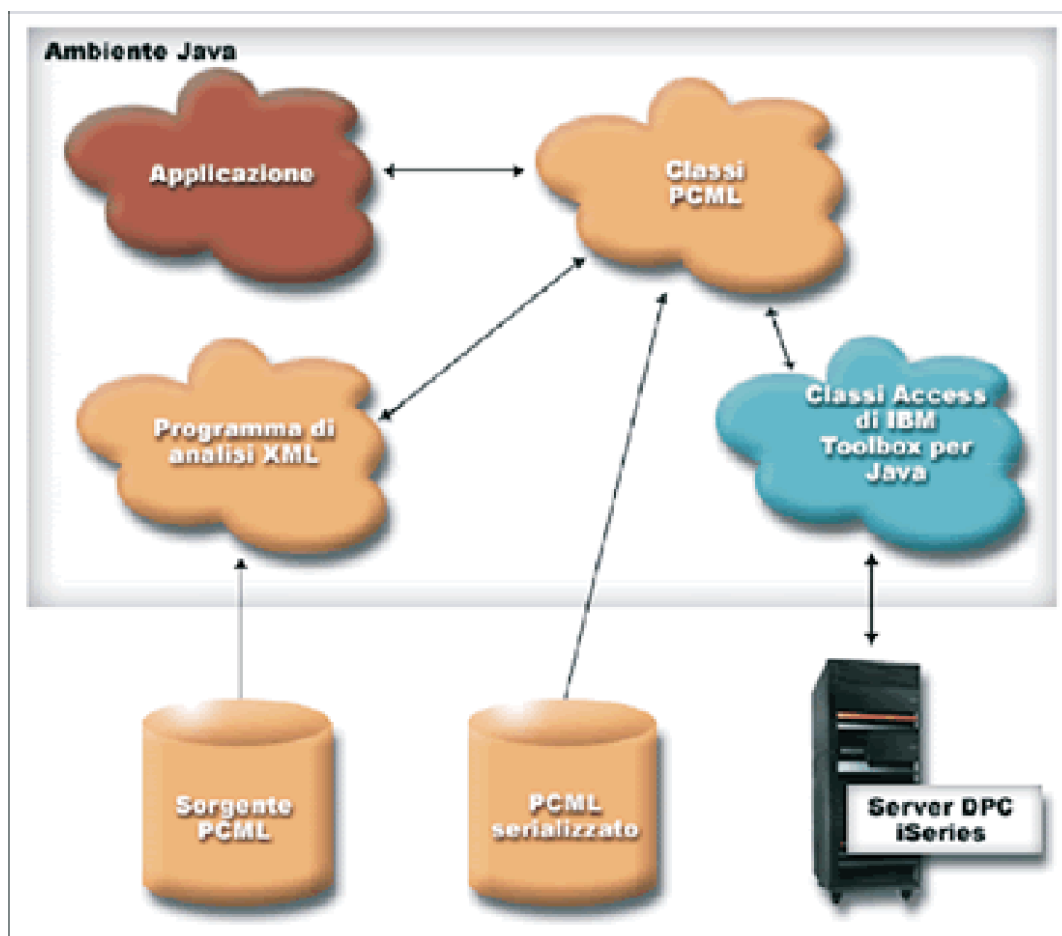 Ambiente Java
Applicazione
Classi
PCML
Programma di
analisi XML
Classi Access
di IBM
Toolbox per
Java
Sorgente
PCML
PCML
serializzato
Server DPC
iSeries